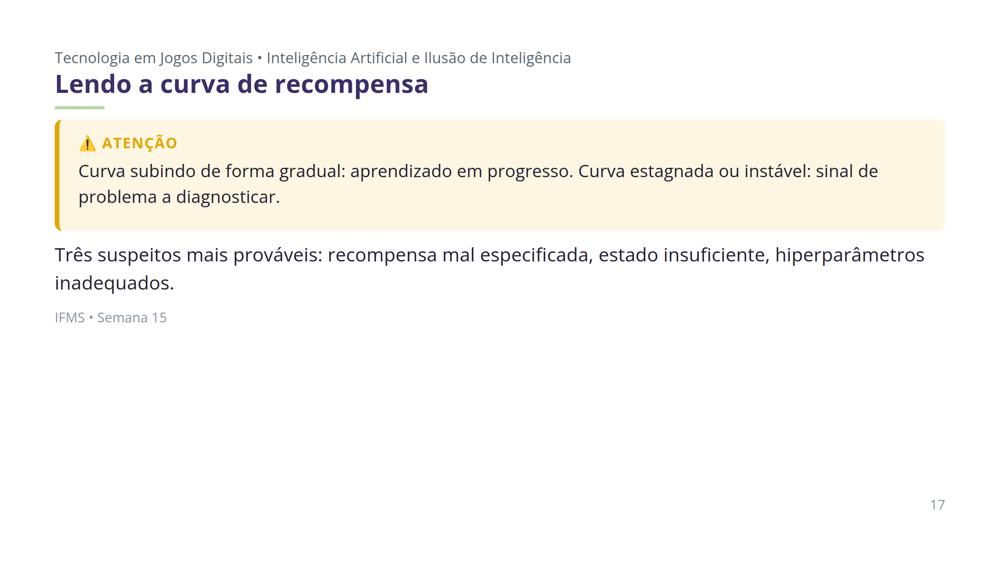 Tecnologia em Jogos Digitais • Inteligência Artificial e Ilusão de Inteligência
Lendo a curva de recompensa
⚠️ ATENÇÃO
Curva subindo de forma gradual: aprendizado em progresso. Curva estagnada ou instável: sinal de
problema a diagnosticar.
Três suspeitos mais prováveis: recompensa mal especificada, estado insuficiente, hiperparâmetros
inadequados.
IFMS • Semana 15
17